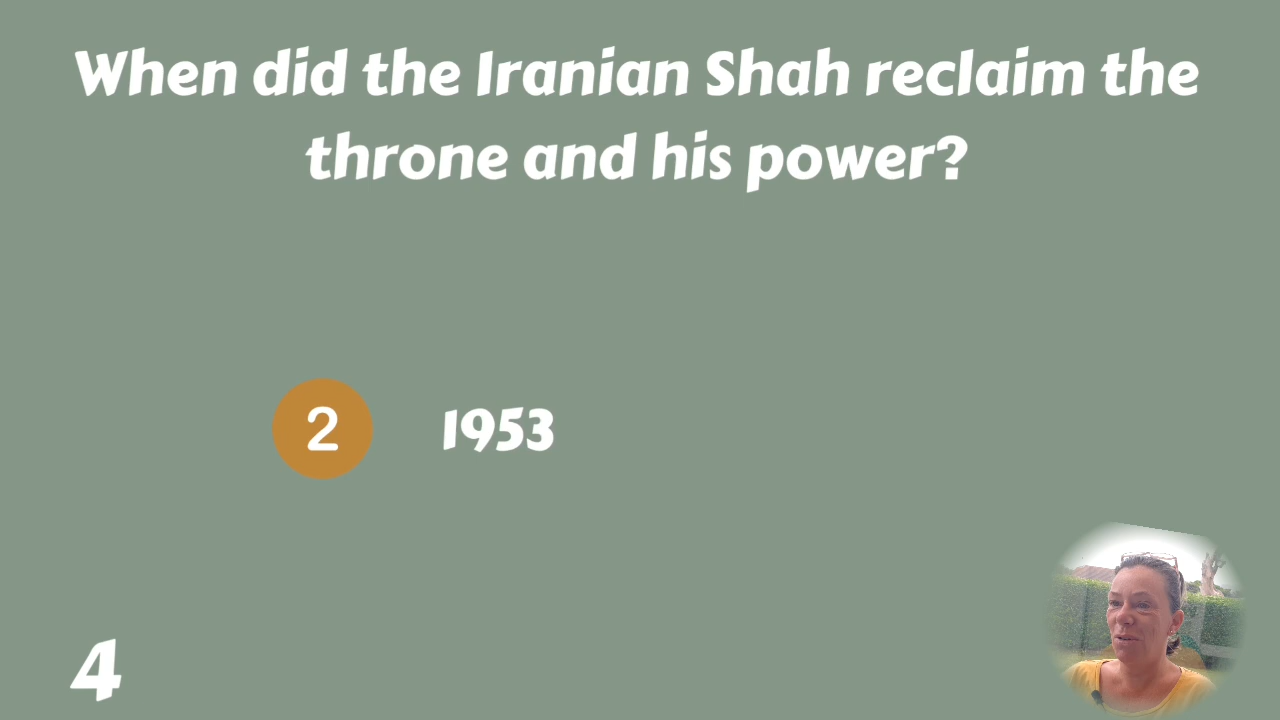 When did the Iranian Shah reclaim the
throne and his power?
2 1953
4